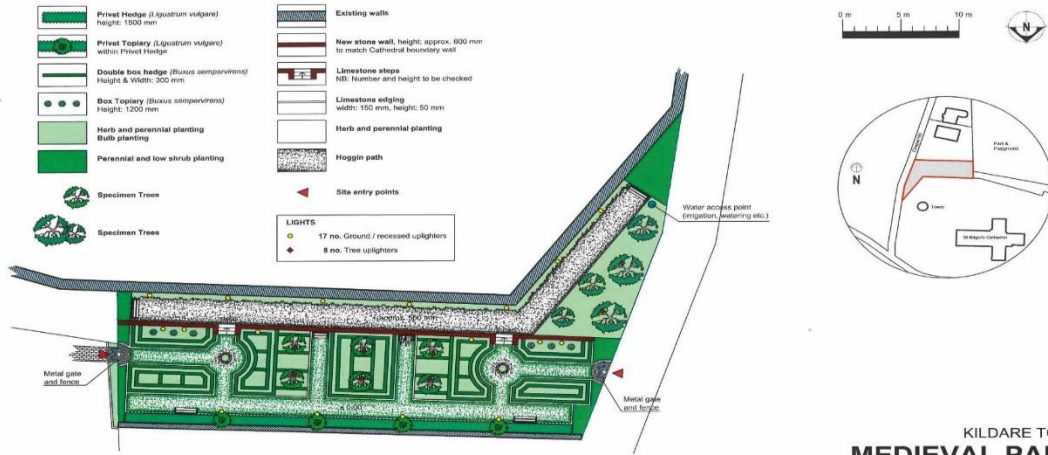 Privet Hedge (Ligustrum vulgare)
height: 1500 mm
Privet Topiary (Ligustrum vulgare)
within Privet Hedge
Double box hedge (Buxus sempervirens)
Height & Width: 300 mm
Box Topiary (Buxus sempervirens)
Height: 1200 mm
Herb and perennial planting
Bulb planting
Perennial and low shrub planting
Specimen Trees
Specimen Trees
Existing walls
New stone wall, height: approx. 600 mm
to match Cathedral boundary wall
Limestone steps
NB: Number and height to be checked
Limestone edging
width: 150 mm, height: 50 mm
Herb and perennial planting
Hoggin path
Site entry points
LIGHTS
17 no. Ground / recessed uplighters
8 no. Tree uplighters
0 m
5 m
10 m
N
N
Park &
Playground
Tower
St Brigid's Cathedral
Water access point
(irrigation, watering etc.)
Metal gate
and fence
Metal gate
and fence
KILDARE TO
MEDIEVAL